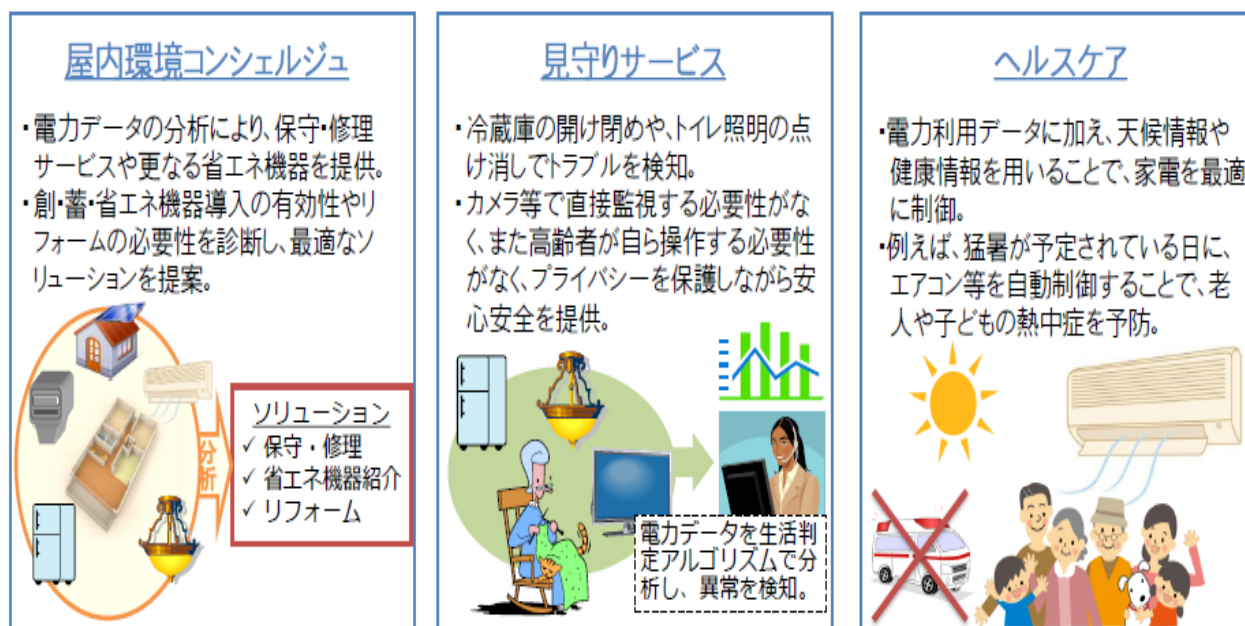 屋内環境コンシェルジュ
・電力データの分析により、保守・修理
サービスや更なる省エネ機器を提供。
・創・蓄・省エネ機器導入の有効性やリ
フォームの必要性を診断し、最適なソ
リューションを提案。
分析
ソリューション
✓ 保守・修理
✓ 省エネ機器紹介
✓ リフォーム
見守りサービス
・冷蔵庫の開け閉めや、トイレ照明の点
け消しでトラブルを検知。
・カメラ等で直接監視する必要性がな
く、また高齢者が自ら操作する必要性
がなく、プライバシーを保護しながら安
心安全を提供。
電力データを生活判
定アルゴリズムで分
析し、異常を検知。
ヘルスケア
・電力利用データに加え、天候情報や
健康情報を用いることで、家電を最適
に制御。
・例えば、猛暑が予定されている日に、
エアコン等を自動制御することで、老
人や子どもの熱中症を予防。